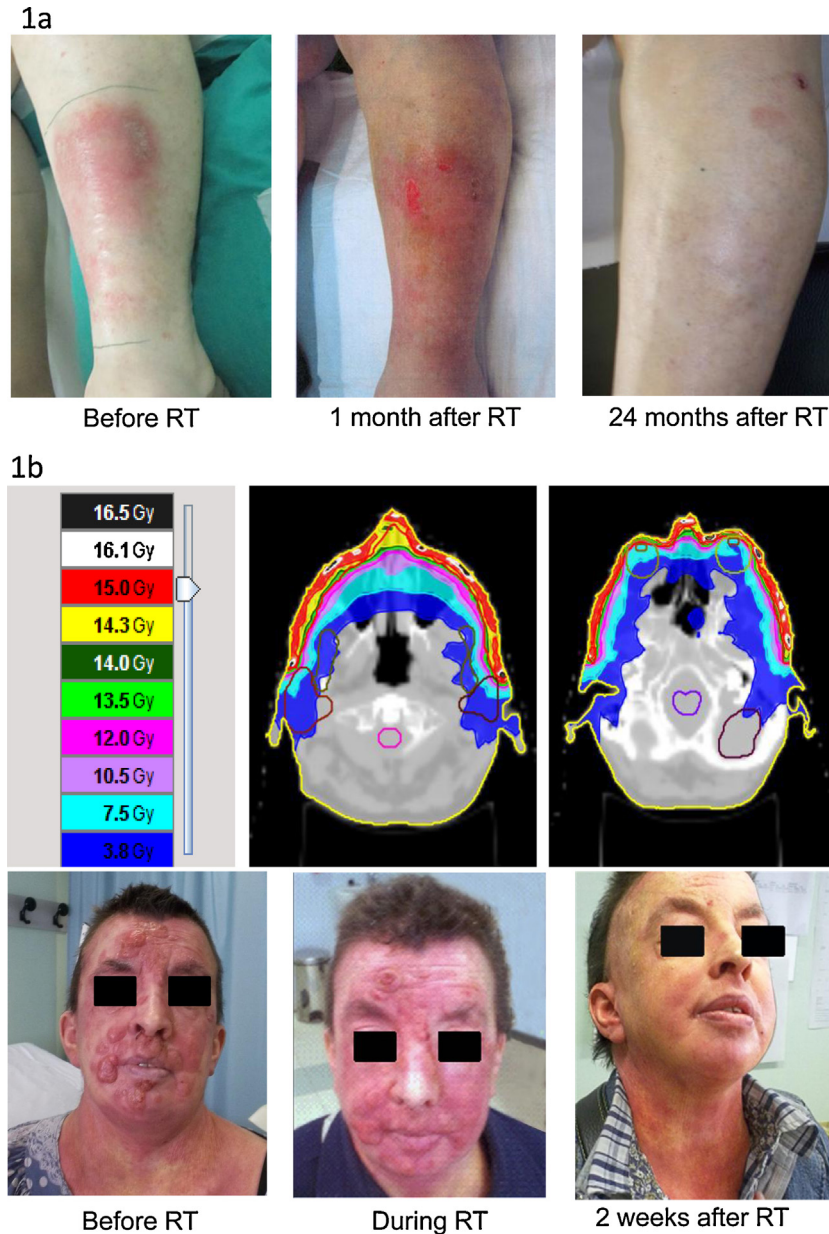 1a
Before RT
1 month after RT
24 months after RT
1b
16.5 Gy
16.1 Gy
15.0 Gy
14.3 Gy
14.0 Gy
13.5 Gy
12.0 Gy
10.5 Gy
7.5 Gy
3.8 Gy
Before RT
During RT
2 weeks after RT